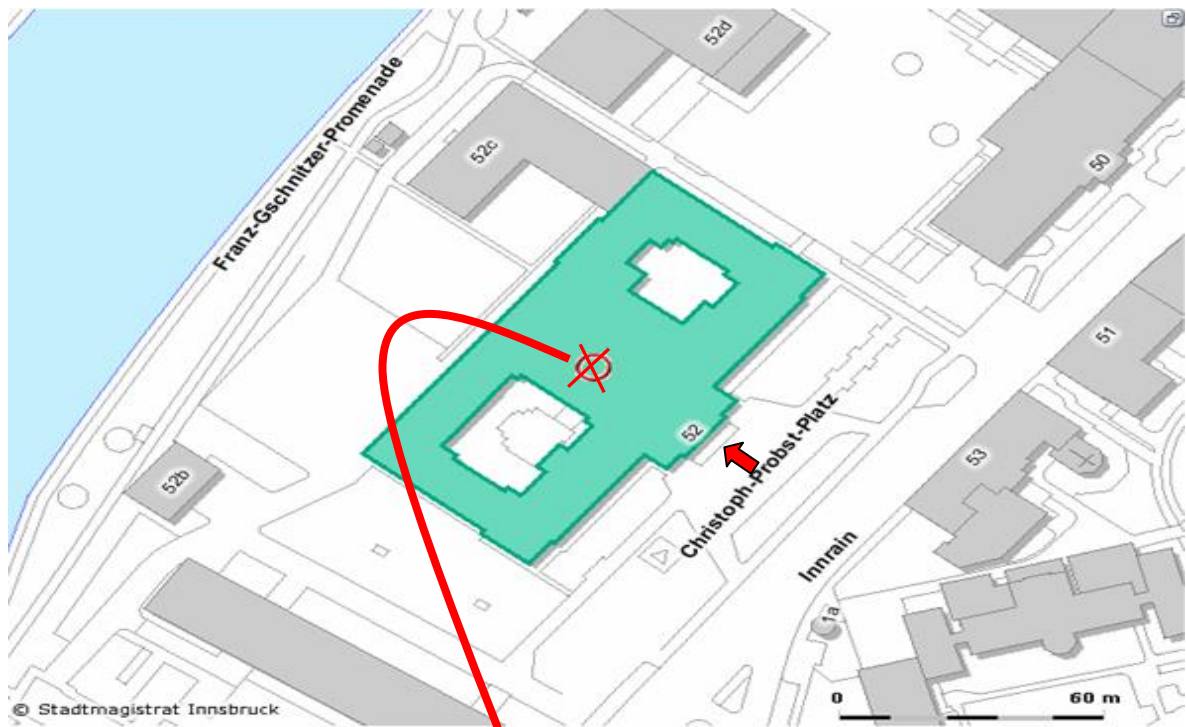 52d
Franz-Gschnitzer-Promenade
52c
50
51
52
Christoph-Probst-Platz
53
52b
Innrain
1a
0 60 m
© Stadtmagistrat Innsbruck